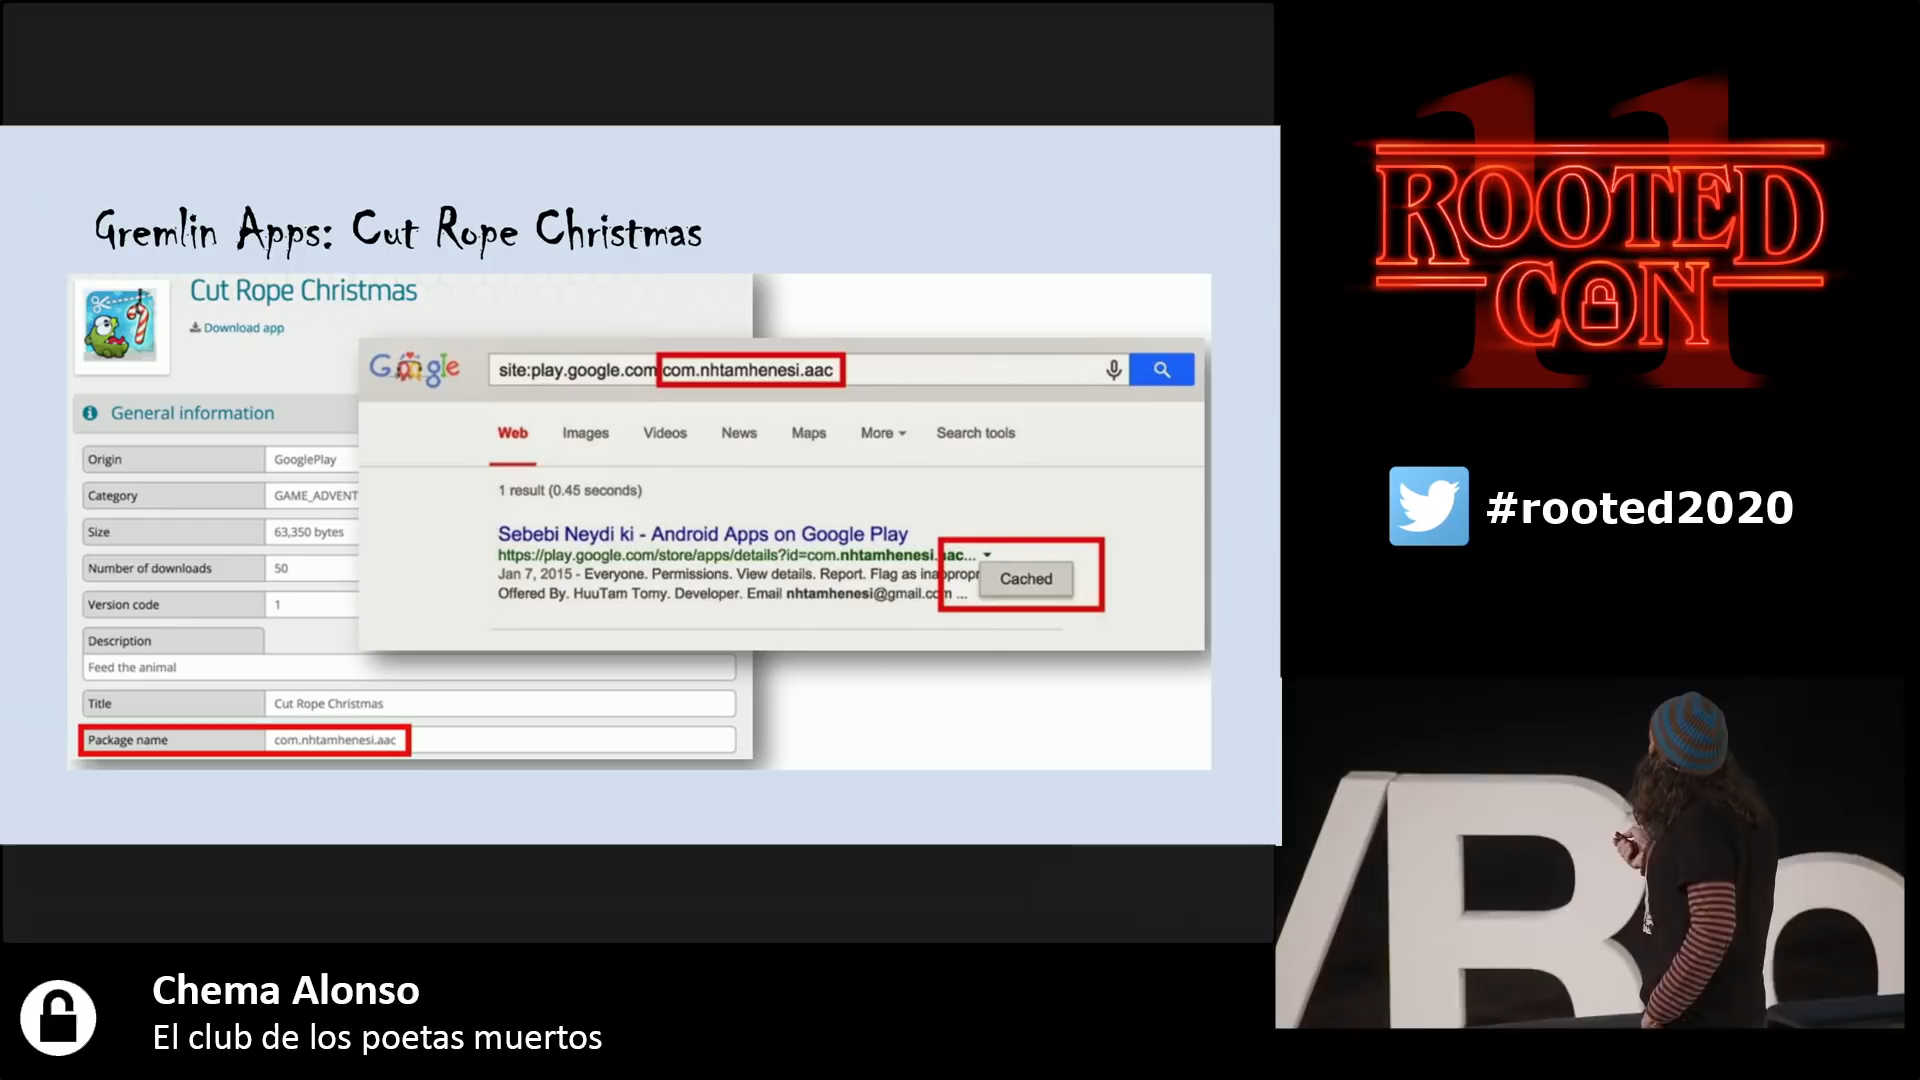 Gremlin Apps: Cut Rope Christmas
Cut Rope Christmas
Download app
General information
Origin
GooglePlay
Category
GAME_ADVENT
Size
63,350 bytes
Number of downloads
50
Version code
1
Description
Feed the animal
Title
Cut Rope Christmas
Package name
com.nhtamhenesi.aac
Google
site:play.google.com com.nhtamhenesi.aac
Web
Images
Videos
News
Maps
More
Search tools
1 result (0.45 seconds)
Sebebi Neydi ki - Android Apps on Google Play
https://play.google.com/store/apps/details?id=com.nhtamhenesi.aac...
Jan 7, 2015 - Everyone. Permissions. View details. Report. Flag as inappropr
Cached
Offered By. HuuTam Tomy. Developer. Email nhtamhenesi@gmail.com ...
11
ROOTED
CON
#rooted2020
Chema Alonso
El club de los poetas muertos